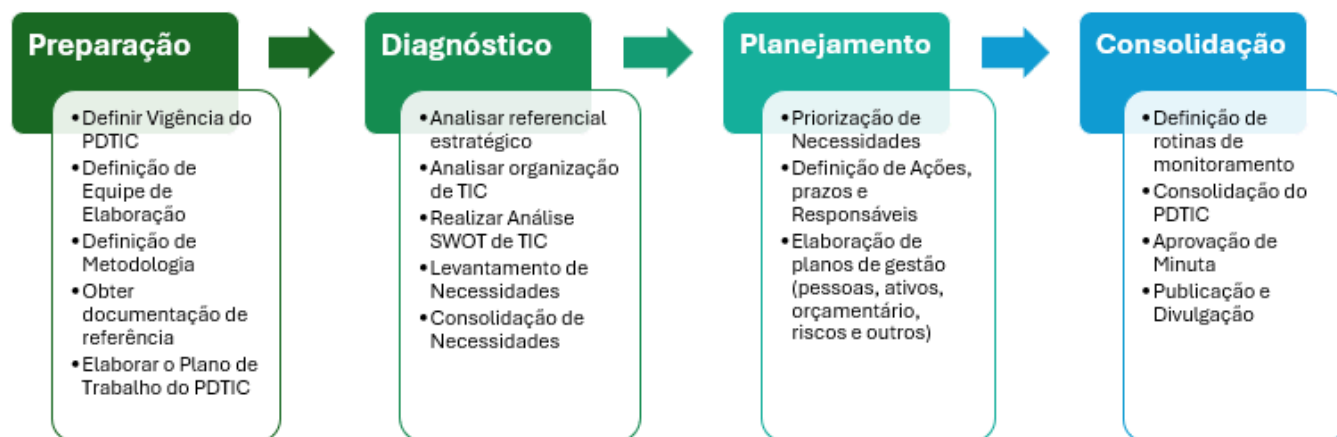 Preparação
•Definir Vigência do
PDTIC
•Definição de
Equipe de
Elaboração
•Definição de
Metodologia
•Obter
documentação de
referência
•Elaborar o Plano de
Trabalho do PDTIC
Diagnóstico
•Analisar referencial
estratégico
•Analisar organização
de TIC
•Realizar Análise
SWOT de TIC
•Levantamento de
Necessidades
•Consolidação de
Necessidades
Planejamento
•Priorização de
Necessidades
•Definição de Ações,
prazos e
Responsáveis
•Elaboração de
planos de gestão
(pessoas, ativos,
orçamentário,
riscos e outros)
Consolidação
•Definição de
rotinas de
monitoramento
•Consolidação do
PDTIC
•Aprovação de
Minuta
•Publicação e
Divulgação